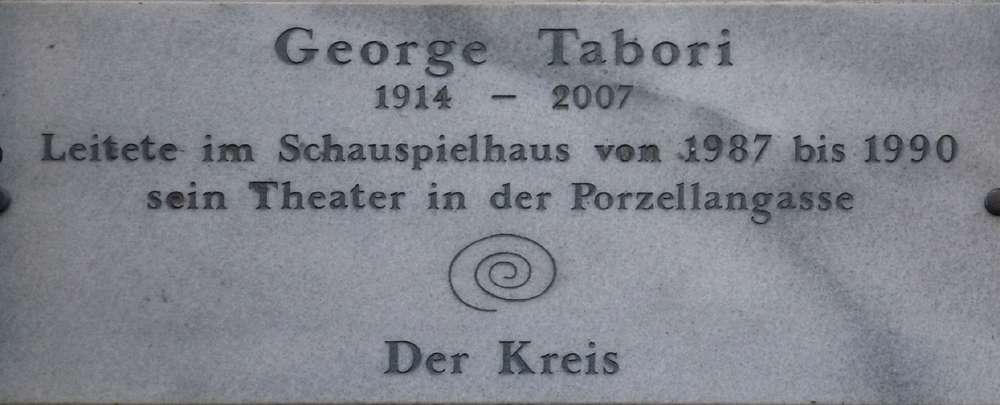 George Tabori
1914 – 2007
Leitete im Schauspielhaus von 1987 bis 1990
sein Theater in der Porzellangasse
Der Kreis